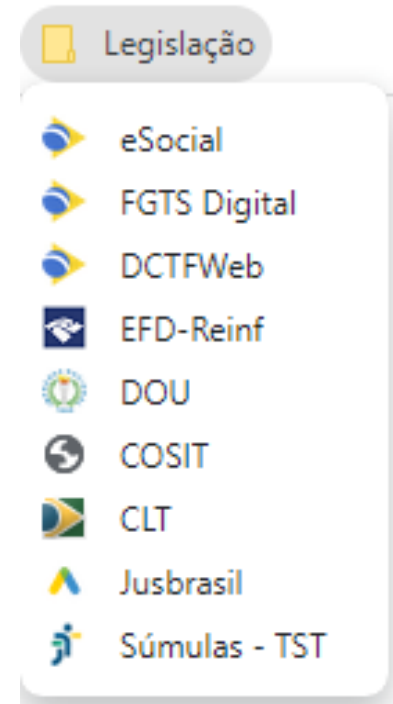 Legislação
eSocial
FGTS Digital
DCTFWeb
EFD-Reinf
DOU
COSIT
CLT
Jusbrasil
Súmulas - TST